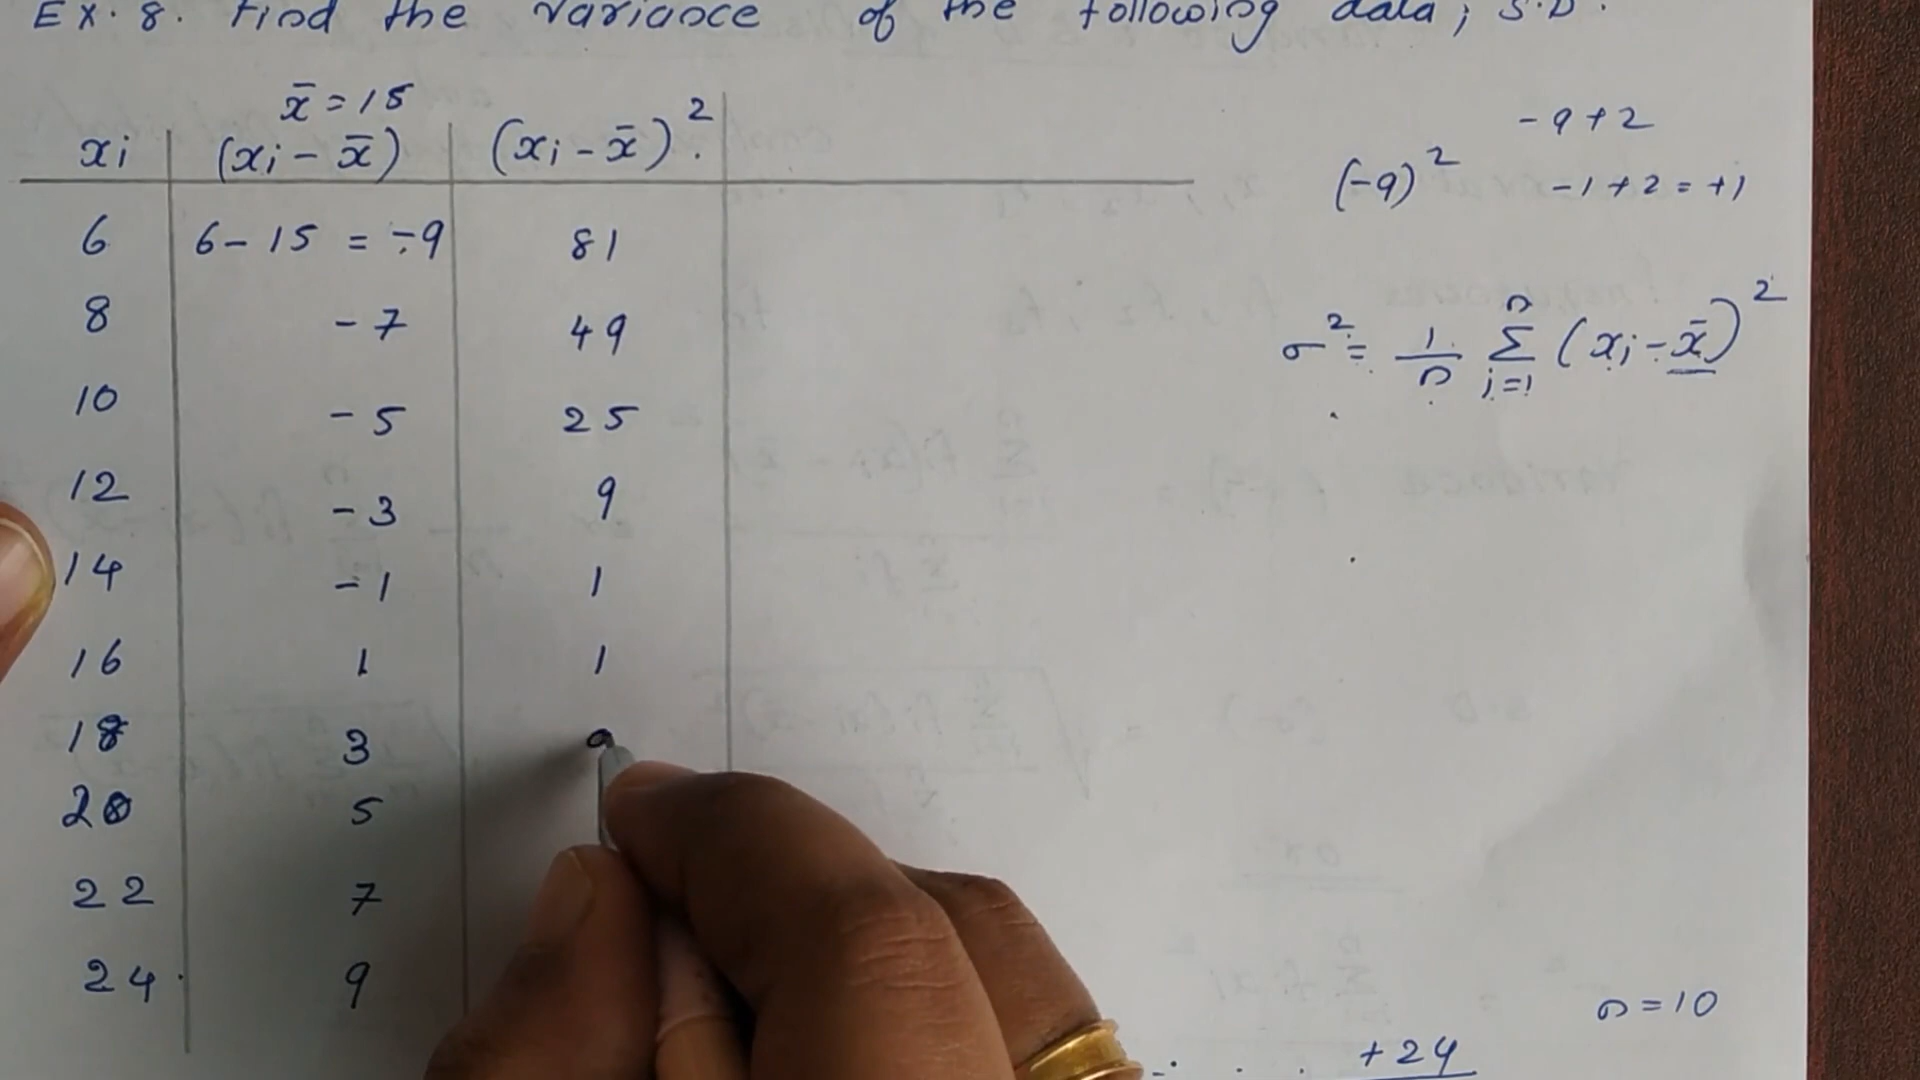 Ex. 8. Find the variance of the following data; S.D.
x̄ = 15
xi (xi - x̄) (xi - x̄)².
6 6 - 15 = -9 81
8 -7 49
10 -5 25
12 -3 9
14 -1 1
16 1 1
18 3 9
20 5
22 7
24. 9
-9+2
(-9)² -1+2=+1
σ² = 1/n Σ i=1 n (xi - x̄)²
n = 10
+24